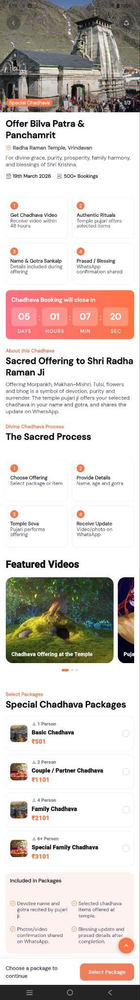 3:18
100%
Special Chadhava
1/3
Offer Bilva Patra &
Panchamrit
Radha Raman Temple, Vrindavan
For divine grace, purity, prosperity, family harmony,
and blessings of Shri Krishna.
19th March 2026 500+ Bookings
1
Get Chadhava Video
Receive video within
48 hours
2
Authentic Rituals
Temple pujari offers
selected items
3
Name & Gotra Sankalp
Details included during
offering
4
Prasad / Blessing
WhatsApp
confirmation shared
Chadhava Booking will close in
05 : 01 : 07 : 20
DAYS HOURS MIN SEC
About this Chadhava
Sacred Offering to Shri Radha
Raman Ji
Offering Morpankh, Makhan-Mishri, Tulsi, flowers
and bhog is a symbol of devotion, purity and
surrender. The temple pujari ji offers your selected
chadhava in your name and gotra, and shares the
update on WhatsApp.
Divine Chadhava Process
The Sacred Process
1
Choose Offering
Select package or item
2
Provide Details
Name, age and gotra
3
Temple Seva
Pujari performs
offering
4
Receive Update
Video/photo on
WhatsApp
Featured Videos
Chadhava Offering at the Temple
Puja
Select Packages
Special Chadhava Packages
1 Person
Basic Chadhava
₹501
2 Person
Couple / Partner Chadhava
₹1101
4 Person
Family Chadhava
₹2101
6+ Person
Special Family Chadhava
₹3101
Included in Packages
Devotee name and
gotra recited by pujari
ji.
Selected chadhava
items offered at
temple.
Photos/video
confirmation shared
on WhatsApp.
Blessing update and
prasad details after
completion.
Choose a package to
continue
Select Package